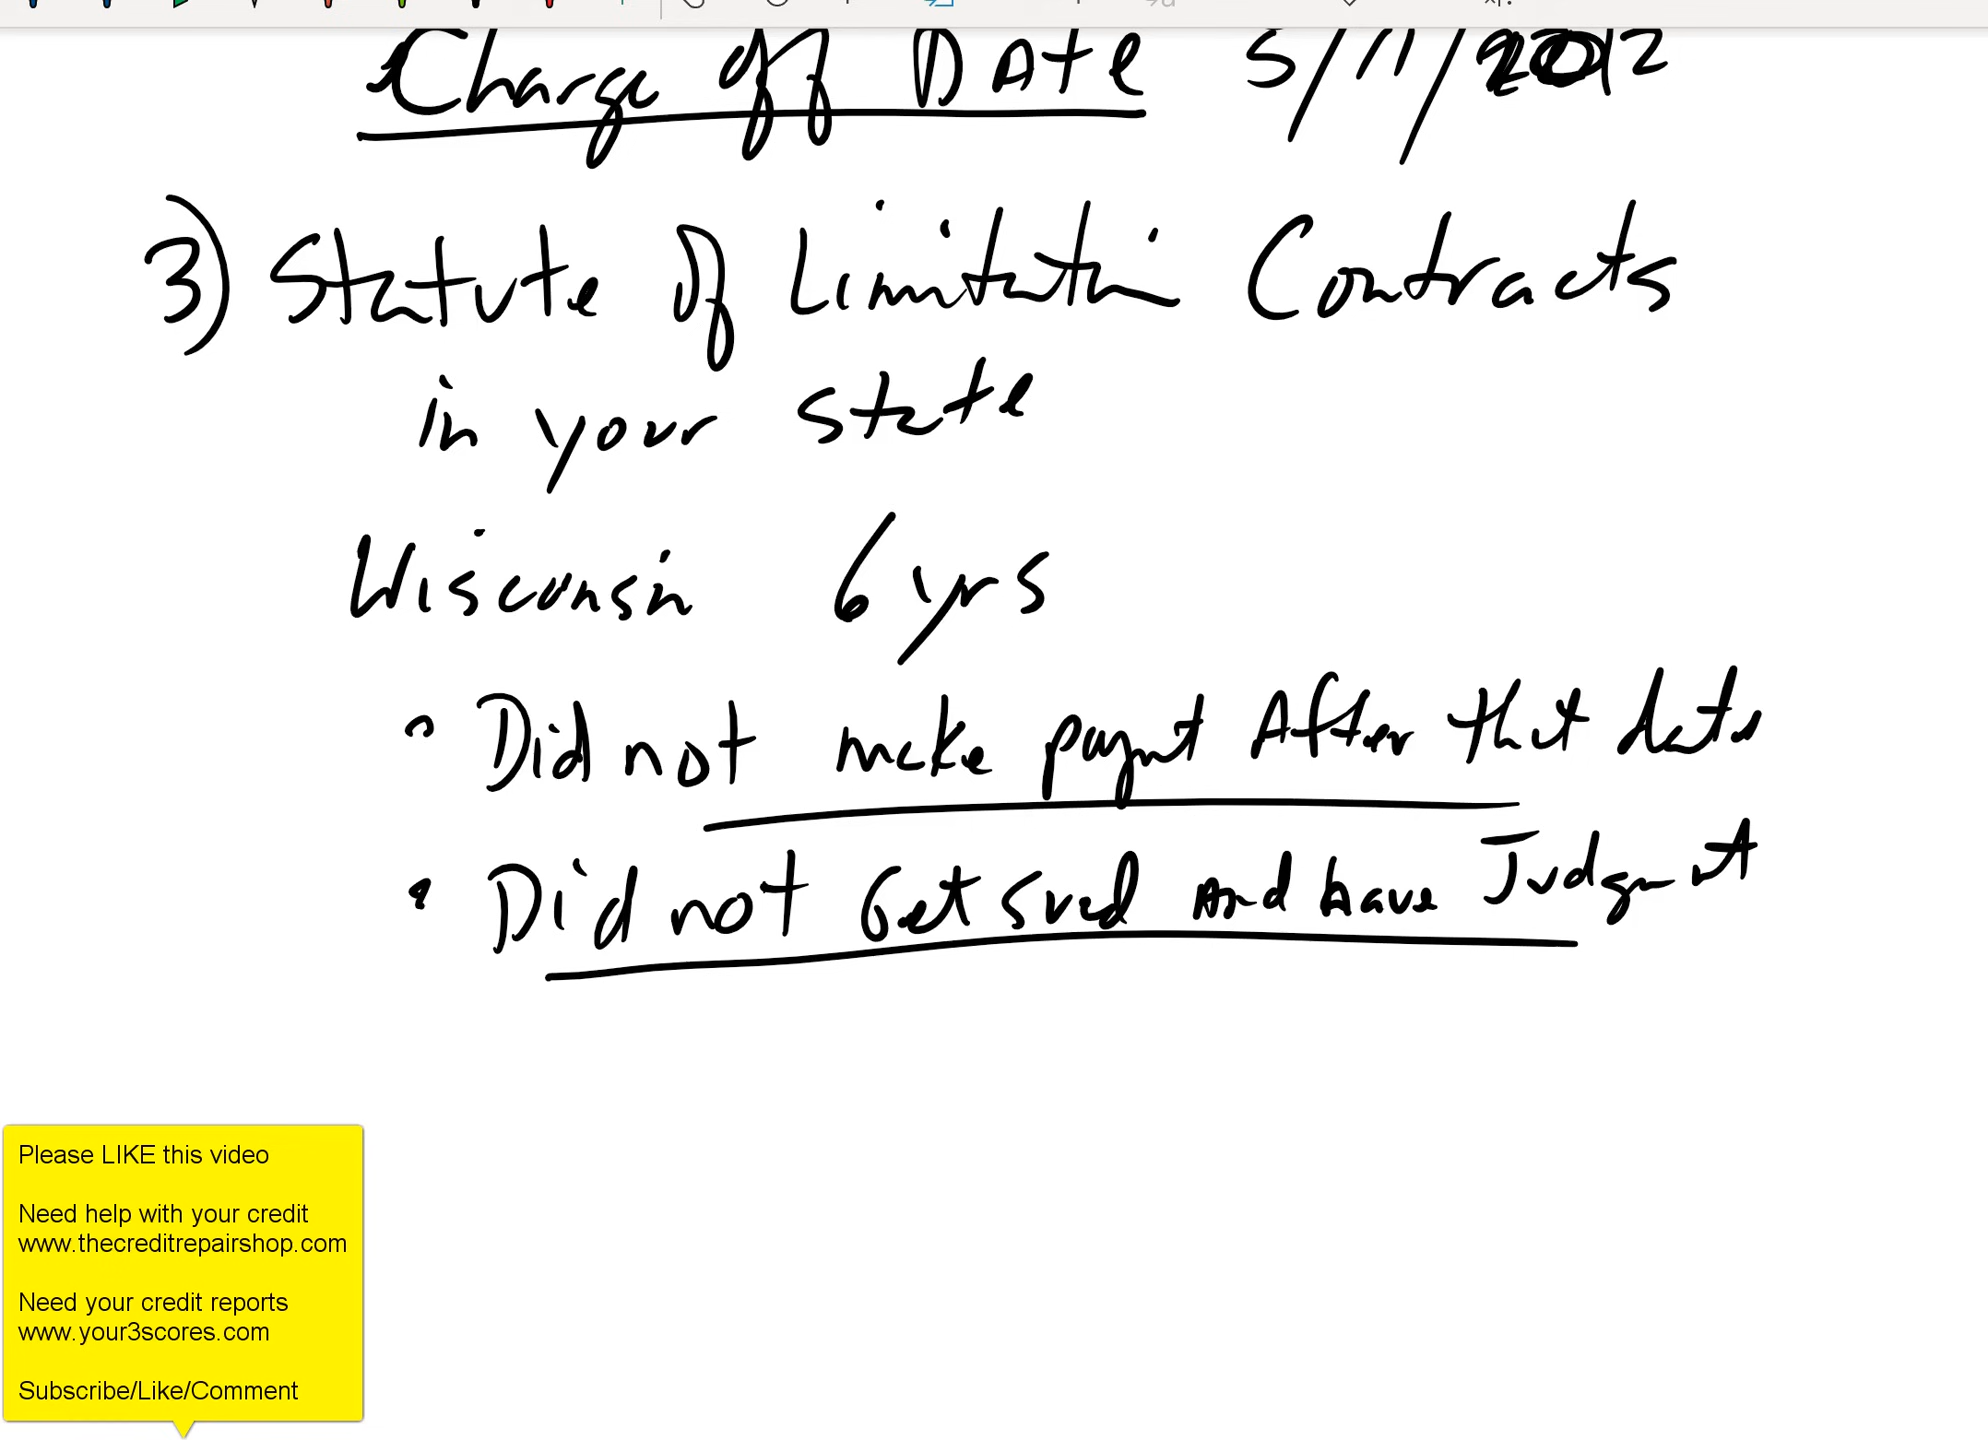 Charge off Date 5/11/2012
3) Statute of Limitation Contracts
in your state
Wisconsin 6 yrs
Did not make paymt After that date
Did not Get sued And have Judgment
Please LIKE this video
Need help with your credit
www.thecreditrepairshop.com
Need your credit reports
www.your3scores.com
Subscribe/Like/Comment